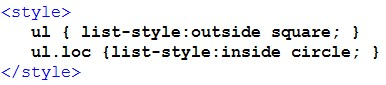 <style>
ul { list-style:outside square; }
ul.loc {list-style:inside circle; }
</style>